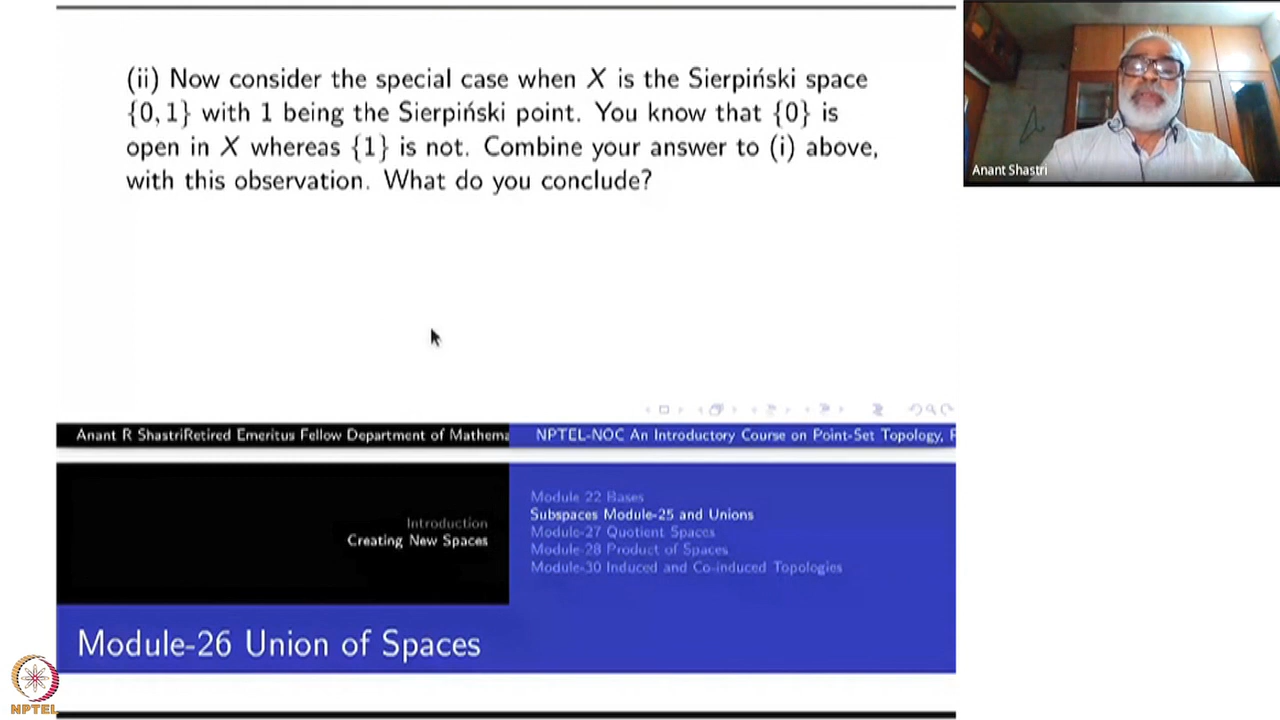 (ii) Now consider the special case when X is the Sierpiński space
{0, 1} with 1 being the Sierpiński point. You know that {0} is
open in X whereas {1} is not. Combine your answer to (i) above,
with this observation. What do you conclude?
Anant Shastri
Anant R ShastriRetired Emeritus Fellow Department of Mathema
NPTEL-NOC An Introductory Course on Point-Set Topology, P
Introduction
Creating New Spaces
Module 22 Bases
Subspaces Module-25 and Unions
Module-27 Quotient Spaces
Module-28 Product of Spaces
Module-30 Induced and Co-induced Topologies
Module-26 Union of Spaces
NPTEL